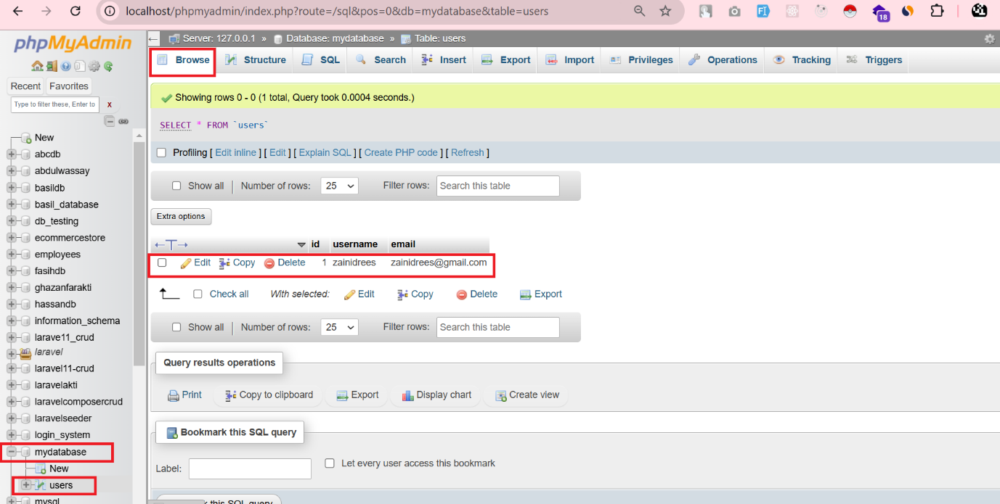 localhost/phpmyadmin/index.php?route=/sql&pos=0&db=mydatabase&table=users
18
phpMyAdmin
Recent Favorites
Type to filter these, Enter to X
New
abcdb
abdulwassay
basildb
basil_database
db_testing
ecommercestore
employees
fasihdb
ghazanfarakti
hassandb
information_schema
larave11_crud
laravel
laravel11-crud
laravelakti
laravelcomposercrud
laravelseeder
login_system
mydatabase
New
users
mysql
Server: 127.0.0.1 » Database: mydatabase » Table: users
Browse Structure SQL Search Insert Export Import Privileges Operations Tracking Triggers
Showing rows 0 - 0 (1 total, Query took 0.0004 seconds.)
SELECT * FROM `users`
Profiling [ Edit inline ] [ Edit ] [ Explain SQL ] [ Create PHP code ] [ Refresh ]
Show all | Number of rows: 25 Filter rows: Search this table
Extra options
←T→ id username email
Edit Copy Delete 1 zainidrees zainidrees@gmail.com
Check all With selected: Edit Copy Delete Export
Show all | Number of rows: 25 Filter rows: Search this table
Query results operations
Print Copy to clipboard Export Display chart Create view
Bookmark this SQL query
Label: Let every user access this bookmark
this SQL query